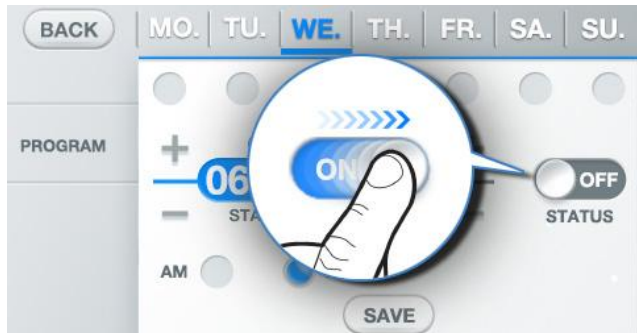 BACK MO. TU. WE. TH. FR. SA. SU.
PROGRAM
06 ON OFF
STATUS
AM
SAVE